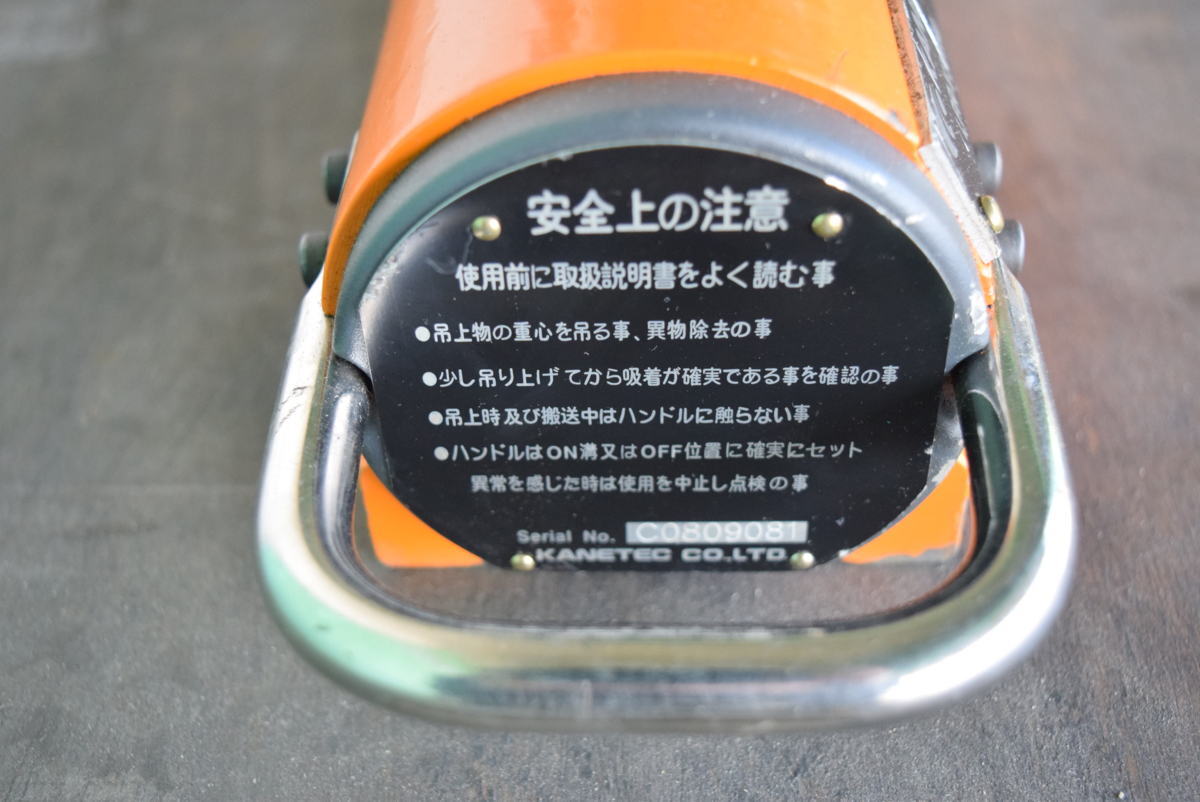 安全上の注意
使用前に取扱説明書をよく読む事
●吊上物の重心を吊る事、異物除去の事
●少し吊り上げてから吸着が確実である事を確認の事
●吊上時及び搬送中はハンドルに触らない事
●ハンドルはON溝又はOFF位置に確実にセット
異常を感じた時は使用を中止し点検の事
Serial No. C0809081
KANETEC CO.,LTD.